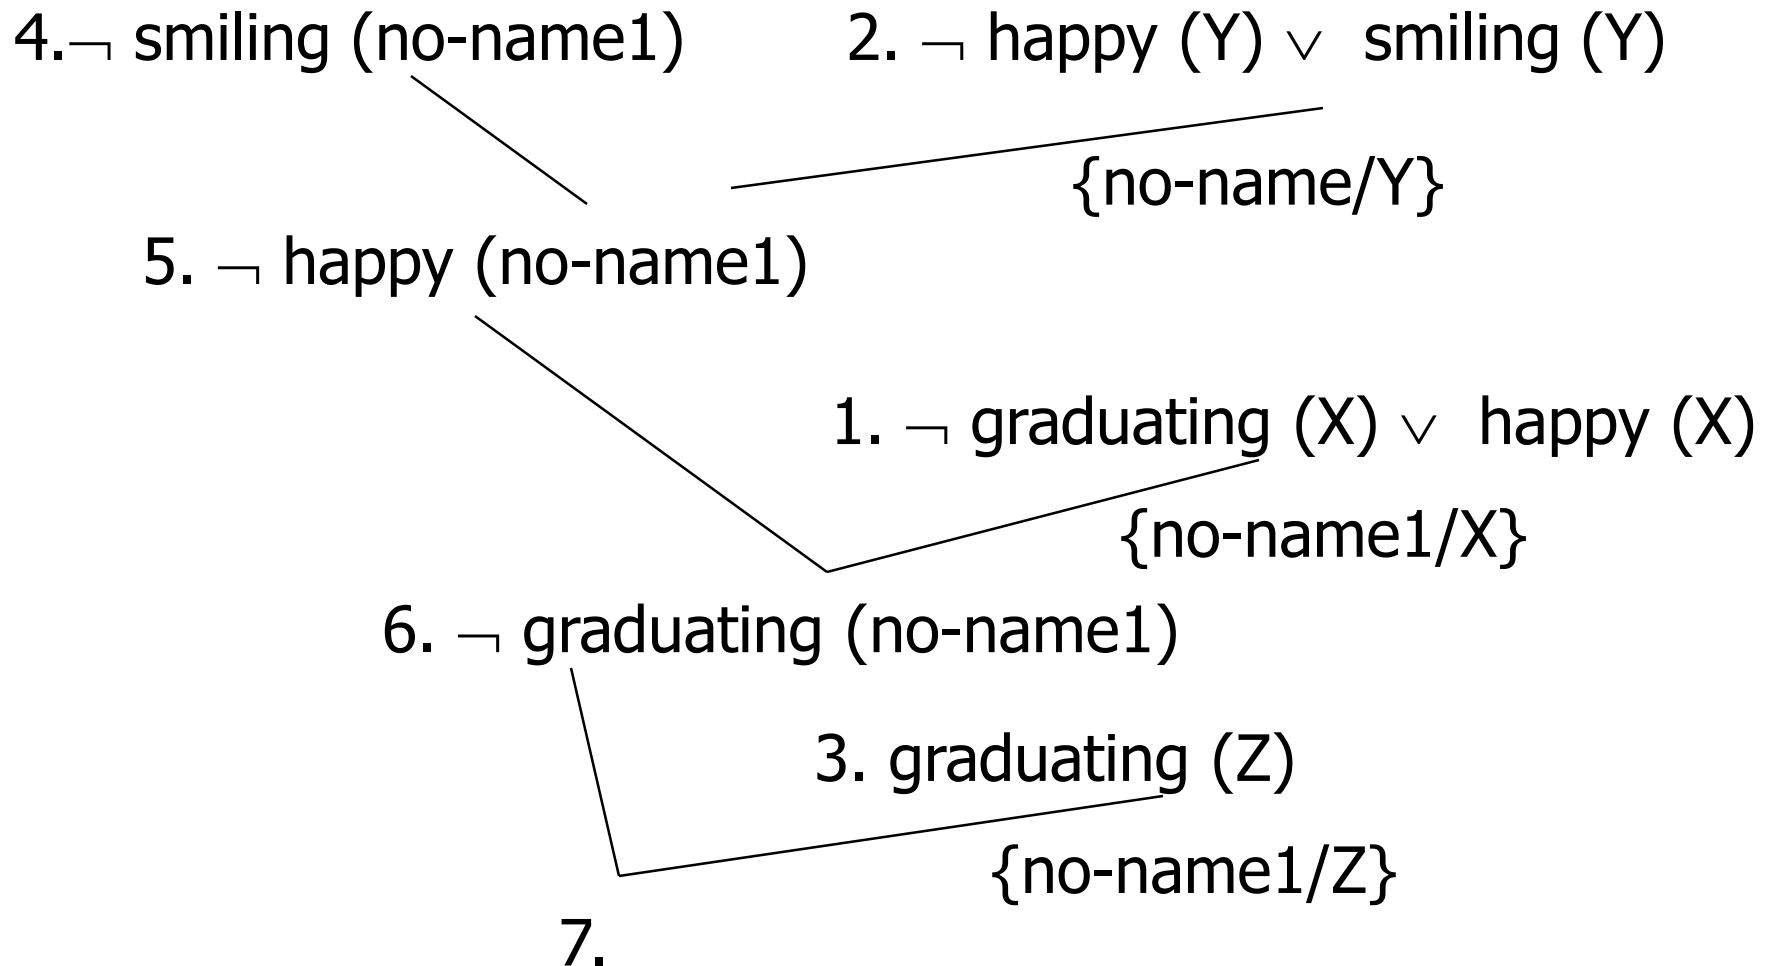 4.¬ smiling (no-name1) 2. ¬ happy (Y) ∨ smiling (Y)
{no-name/Y}
5. ¬ happy (no-name1)
1. ¬ graduating (X) ∨ happy (X)
{no-name1/X}
6. ¬ graduating (no-name1)
3. graduating (Z)
{no-name1/Z}
7.